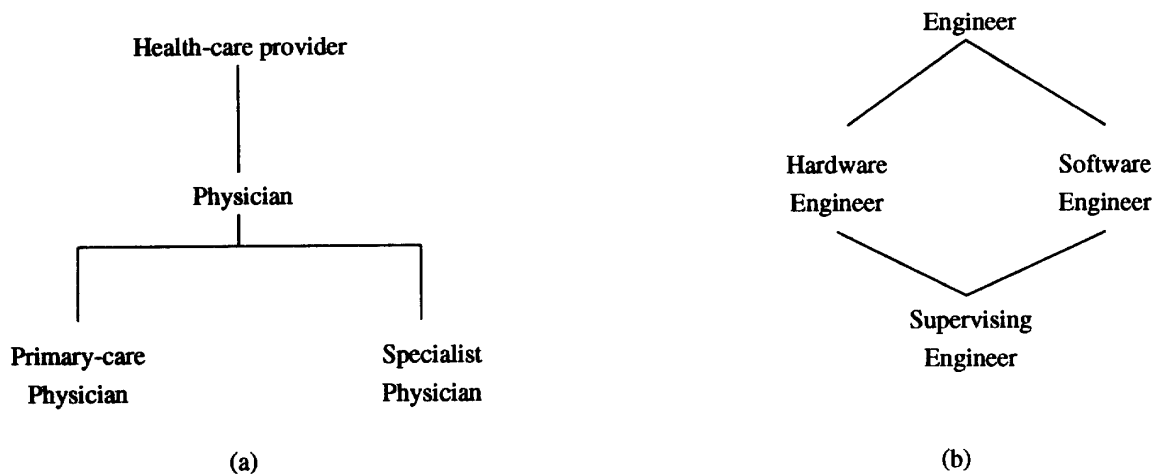 Health-care provider
Physician
Primary-care
Physician
Specialist
Physician
(a)
Engineer
Hardware
Engineer
Software
Engineer
Supervising
Engineer
(b)